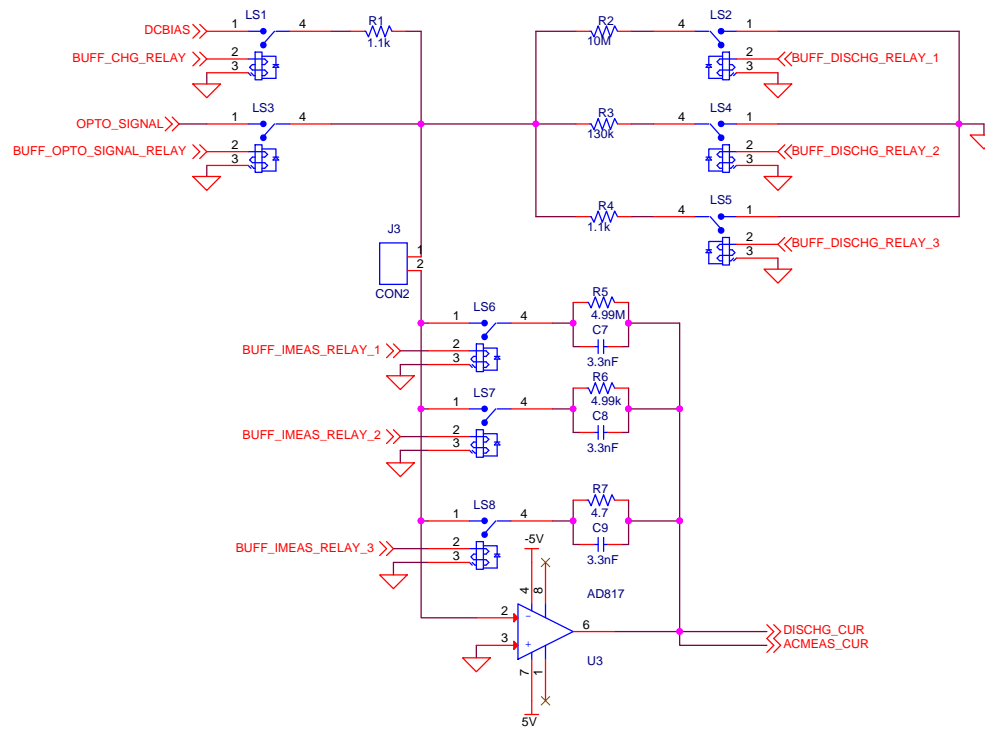 LS1
DCBIAS 1 4 R1
1.1k
BUFF_CHG_RELAY 2
3
LS3
OPTO_SIGNAL 1 4
BUFF_OPTO_SIGNAL_RELAY 2
3
R2 LS2
10M 4 1
2 BUFF_DISCHG_RELAY_1
3
R3 LS4
130k 4 1
2 BUFF_DISCHG_RELAY_2
3
R4 LS5
1.1k 4 1
2 BUFF_DISCHG_RELAY_3
3
J3
1
2
CON2
LS6 R5
1 4 4.99M
BUFF_IMEAS_RELAY_1 2 C7
3 3.3nF
LS7 R6
1 4 4.99k
BUFF_IMEAS_RELAY_2 2 C8
3 3.3nF
LS8 R7
1 4 4.7
BUFF_IMEAS_RELAY_3 2 C9
3 3.3nF
-5V
4 8 AD817
2 -
6 DISCHG_CUR
3 + ACMEAS_CUR
U3
7 1
5V